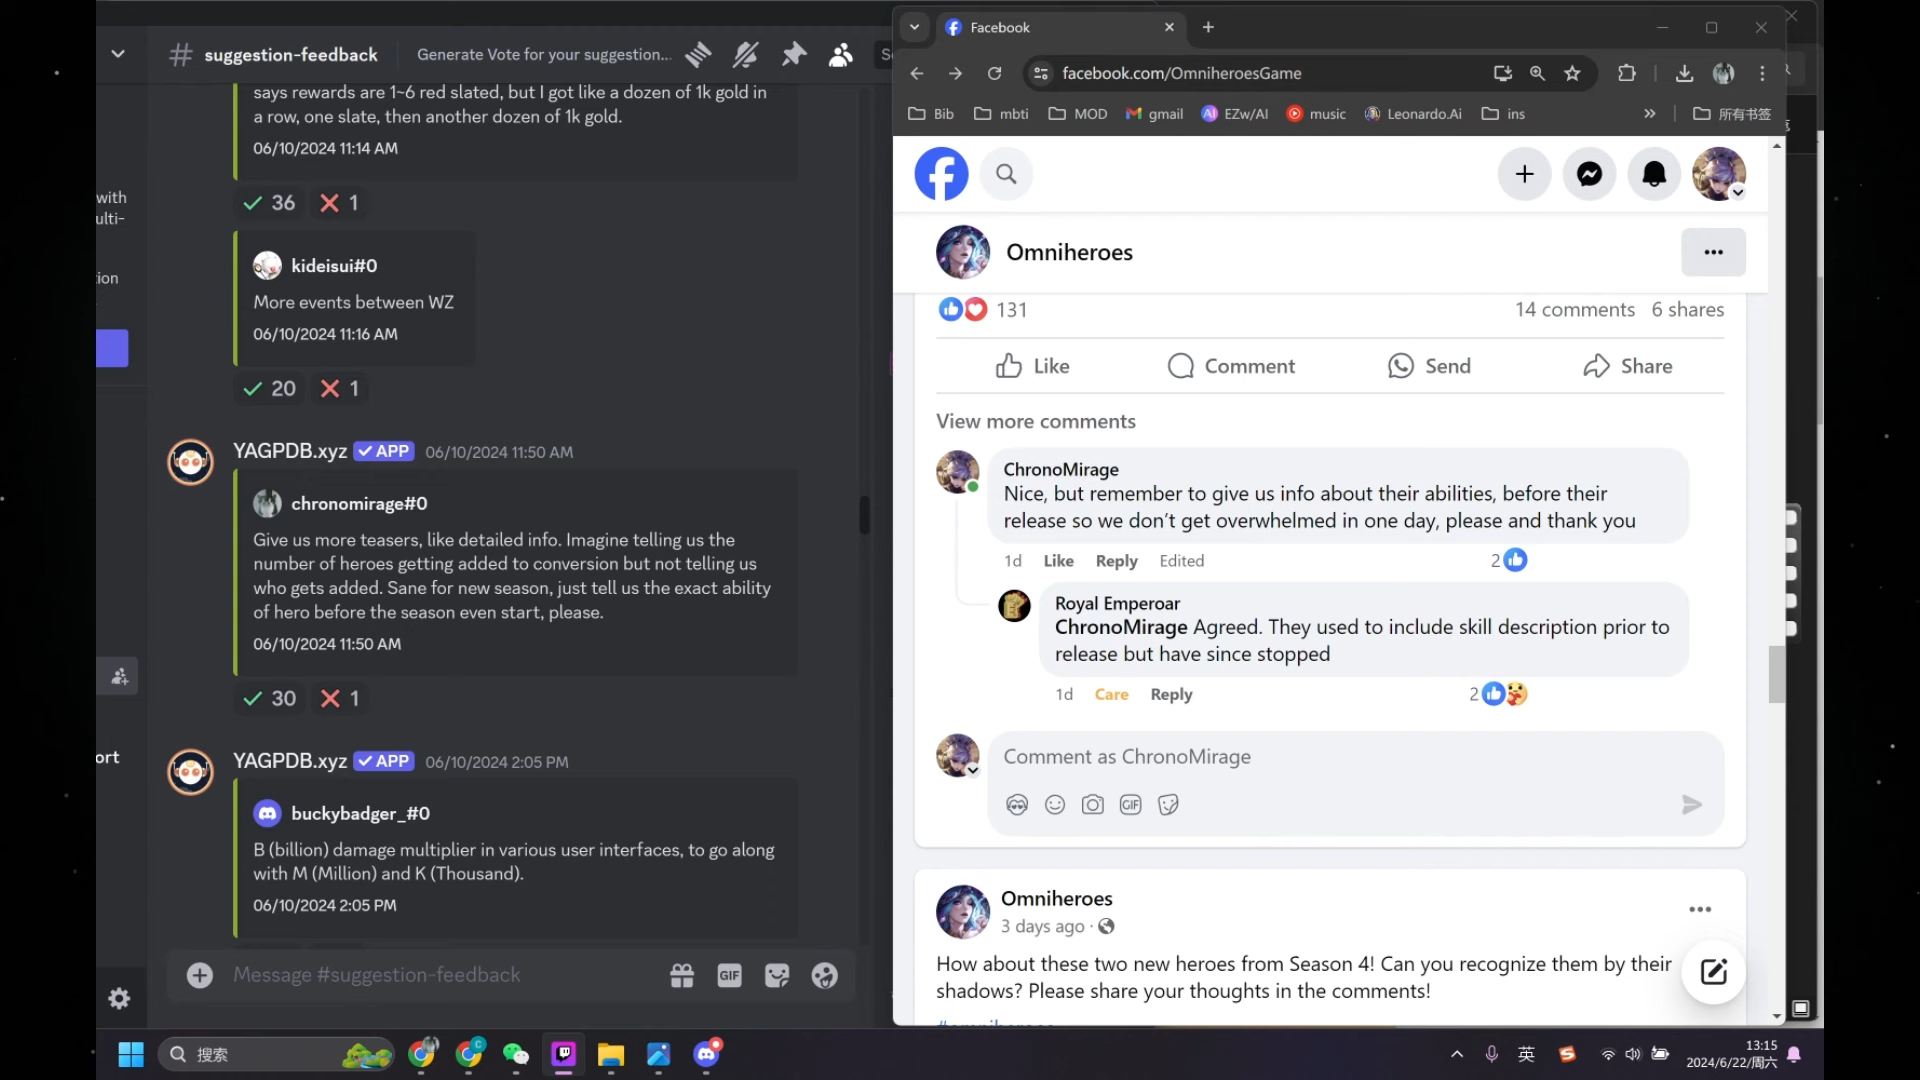 suggestion-feedback
Generate Vote for your suggestion...
says rewards are 1~6 red slated, but I got like a dozen of 1k gold in
a row, one slate, then another dozen of 1k gold.
06/10/2024 11:14 AM
36 1
kideisui#0
More events between WZ
06/10/2024 11:16 AM
20 1
YAGPDB.xyz APP 06/10/2024 11:50 AM
chronomirage#0
Give us more teasers, like detailed info. Imagine telling us the
number of heroes getting added to conversion but not telling us
who gets added. Sane for new season, just tell us the exact ability
of hero before the season even start, please.
06/10/2024 11:50 AM
30 1
YAGPDB.xyz APP 06/10/2024 2:05 PM
buckybadger_#0
B (billion) damage multiplier in various user interfaces, to go along
with M (Million) and K (Thousand).
06/10/2024 2:05 PM
Message #suggestion-feedback
GIF
with
ulti-
ion
ort
Facebook
facebook.com/OmniheroesGame
Bib mbti MOD gmail EZw/AI music Leonardo.Ai ins » 所有书签
Omniheroes
131 14 comments 6 shares
Like Comment Send Share
View more comments
ChronoMirage
Nice, but remember to give us info about their abilities, before their
release so we don’t get overwhelmed in one day, please and thank you
1d Like Reply Edited 2
Royal Emperoar
ChronoMirage Agreed. They used to include skill description prior to
release but have since stopped
1d Care Reply 2
Comment as ChronoMirage
GIF
Omniheroes
3 days ago ·
How about these two new heroes from Season 4! Can you recognize them by their
shadows? Please share your thoughts in the comments!
搜索
英
13:15
2024/6/22/周六